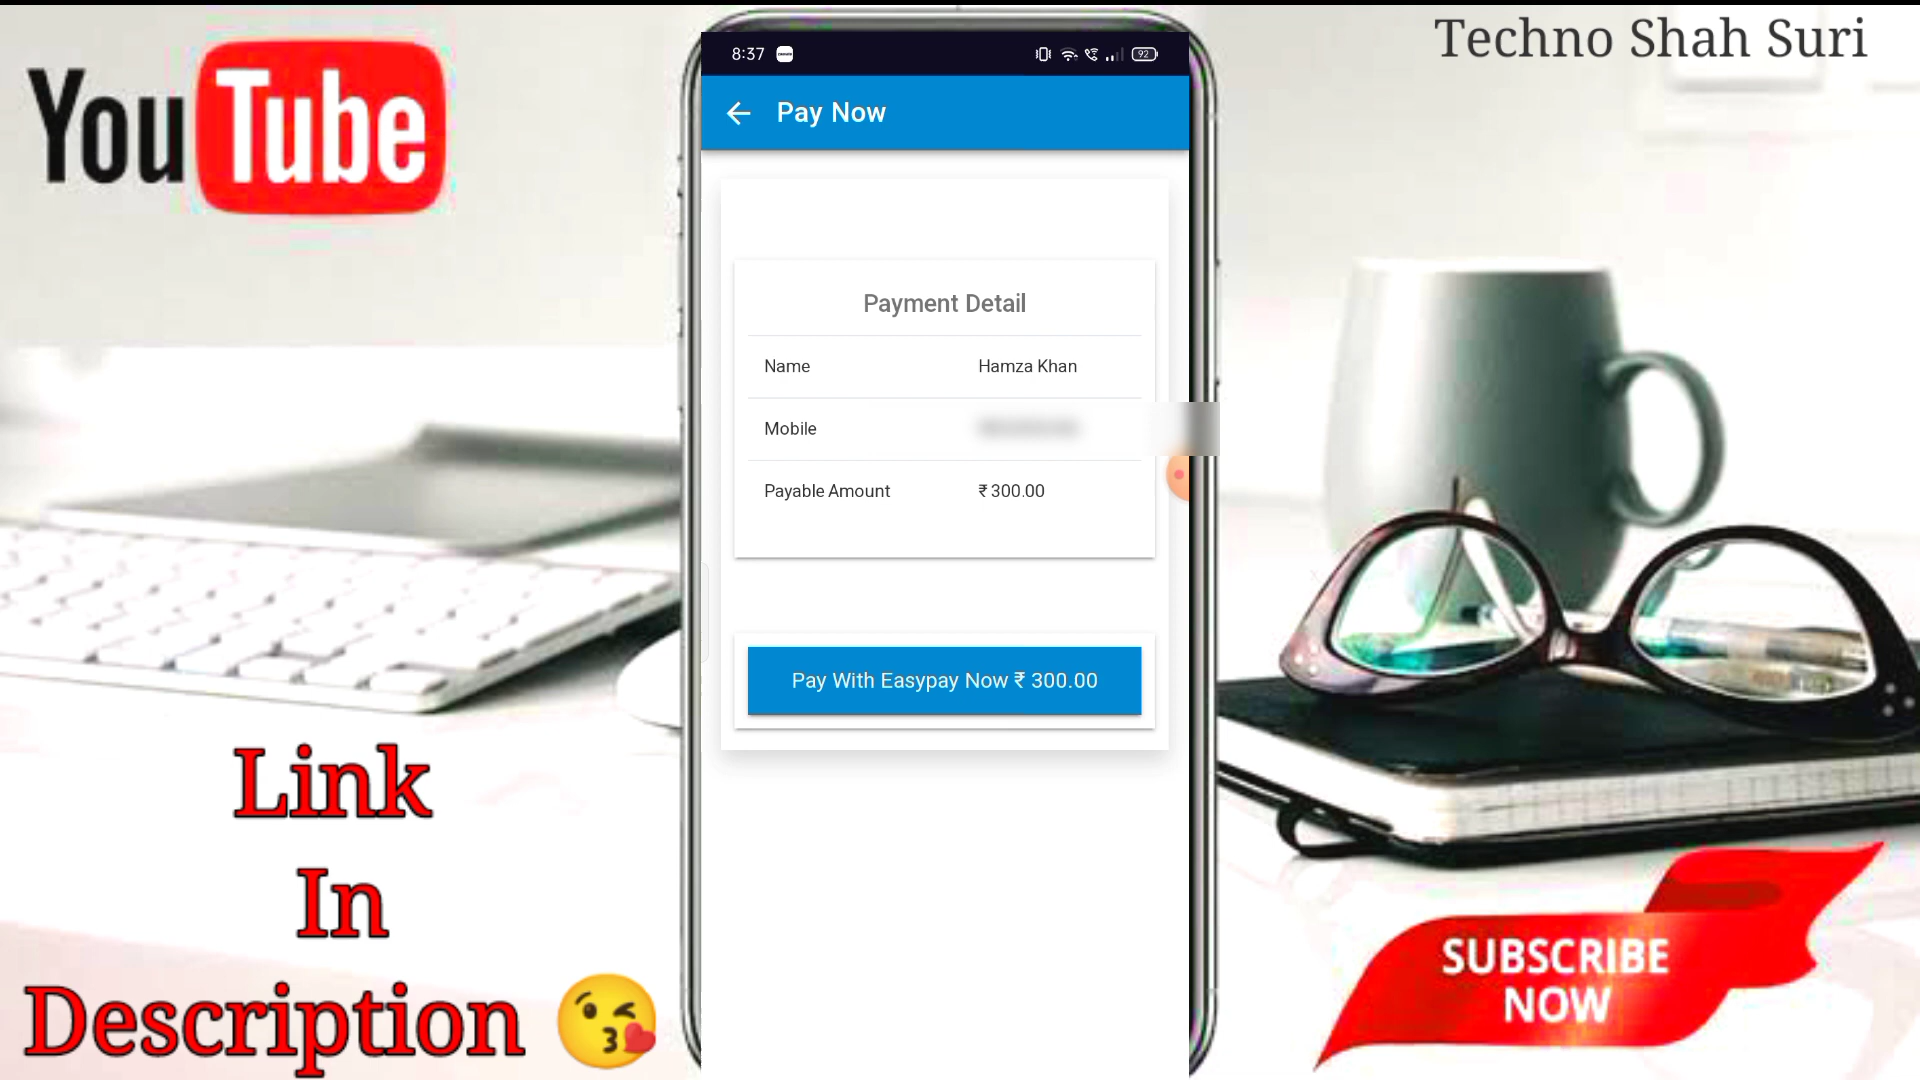 Techno Shah Suri
YouTube
8:37
92
Pay Now
Payment Detail
Name Hamza Khan
Mobile
Payable Amount ₹ 300.00
Pay With Easypay Now ₹ 300.00
Link
In
Description 😘
SUBSCRIBE
NOW